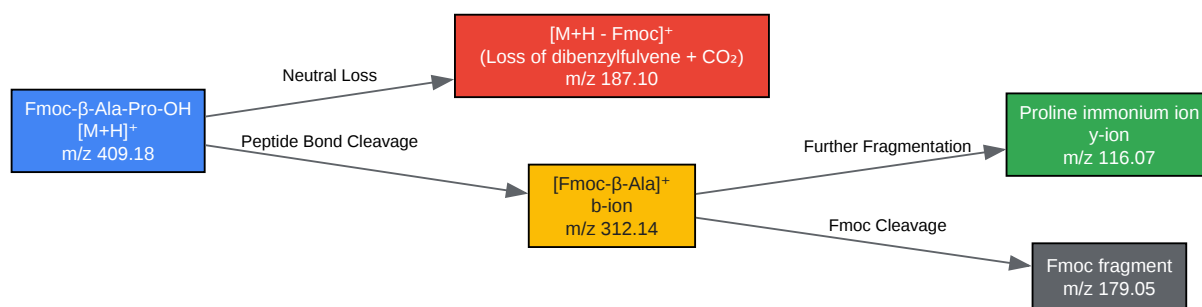 [M+H - Fmoc]⁺
(Loss of dibenzylfulvene + CO₂)
m/z 187.10
Neutral Loss
Fmoc-β-Ala-Pro-OH
[M+H]⁺
m/z 409.18
Peptide Bond Cleavage
[Fmoc-β-Ala]⁺
b-ion
m/z 312.14
Further Fragmentation
Proline immonium ion
y-ion
m/z 116.07
Fmoc Cleavage
Fmoc fragment
m/z 179.05